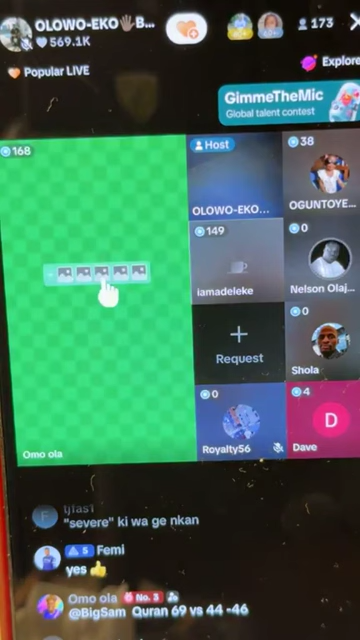 OLOWO-EKO🖐🏿B...
569.1K
173
Popular LIVE
Explore
GimmeTheMic
Global talent contest
168
Host
OLOWO-EKO...
38
OGUNTOYE...
149
iamadeleke
0
Nelson Olaj...
+
Request
0
Shola
0
Royalty56
4
D
Dave
Omo ola
"severe" ki wa ge nkan
5 Femi
yes 👍
Omo ola No. 3
@BigSam Quran 69 vs 44 -46